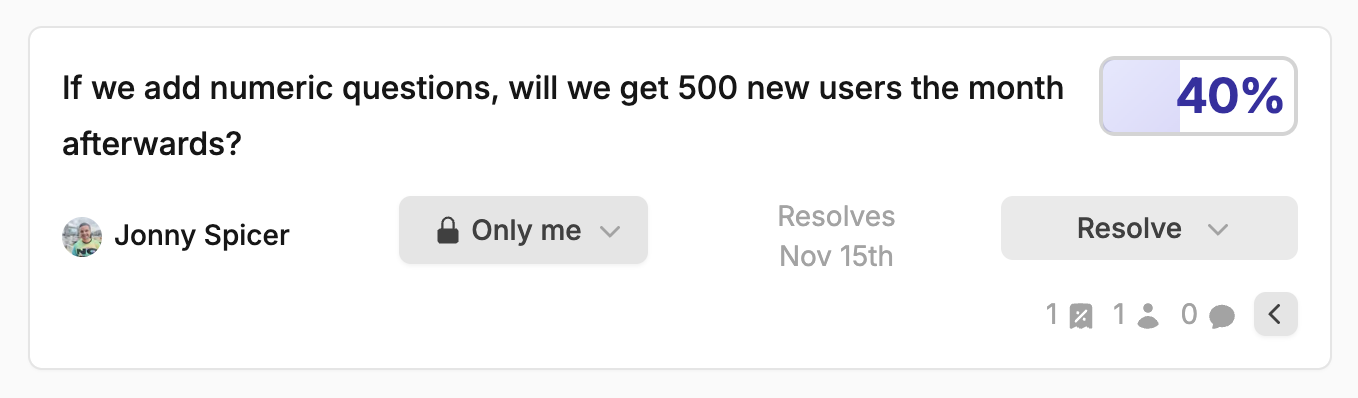 If we add numeric questions, will we get 500 new users the month
afterwards?
40%
Jonny Spicer
Only me
Resolves
Nov 15th
Resolve
1 1 0